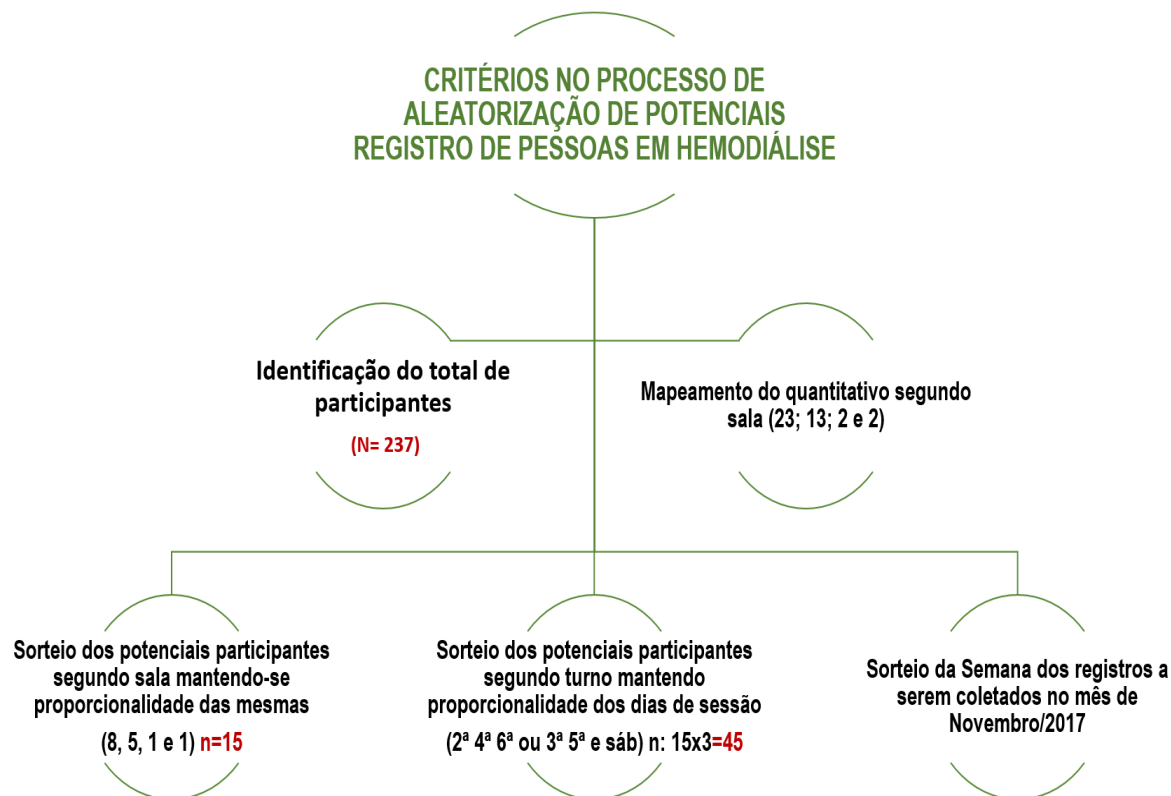 CRITÉRIOS NO PROCESSO DE
ALEATORIZAÇÃO DE POTENCIAIS
REGISTRO DE PESSOAS EM HEMODIÁLISE
Identificação do total de
participantes
(N= 237)
Mapeamento do quantitativo segundo
sala (23; 13; 2 e 2)
Sorteio dos potenciais participantes
segundo sala mantendo-se
proporcionalidade das mesmas
(8, 5, 1 e 1) n=15
Sorteio dos potenciais participantes
segundo turno mantendo
proporcionalidade dos dias de sessão
(2ª 4ª 6ª ou 3ª 5ª e sáb) n: 15x3=45
Sorteio da Semana dos registros a
serem coletados no mês de
Novembro/2017